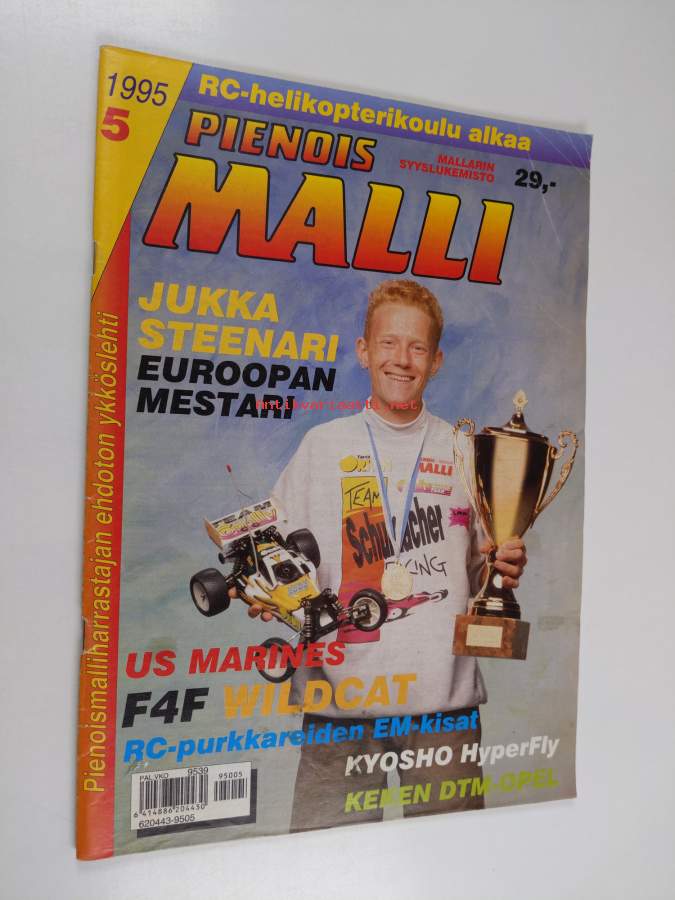 1995
5
RC-helikopterikoulu alkaa
PIENOIS
MALLI
MALLARIN
SYYSLUKEMISTO
29,-
Pienoismalliharrastajan ehdoton ykköslehti
JUKKA
STEENARI
EUROOPAN
MESTARI
antikvariaatti.net
MALLI
TEAM
Schumacher
RACING
US MARINES
F4F WILDCAT
RC-purkkareiden EM-kisat
KYOSHO HyperFly
KEKEN DTM-OPEL
PAL.VKO 9539
95005
6 414886 204430
620443-9505